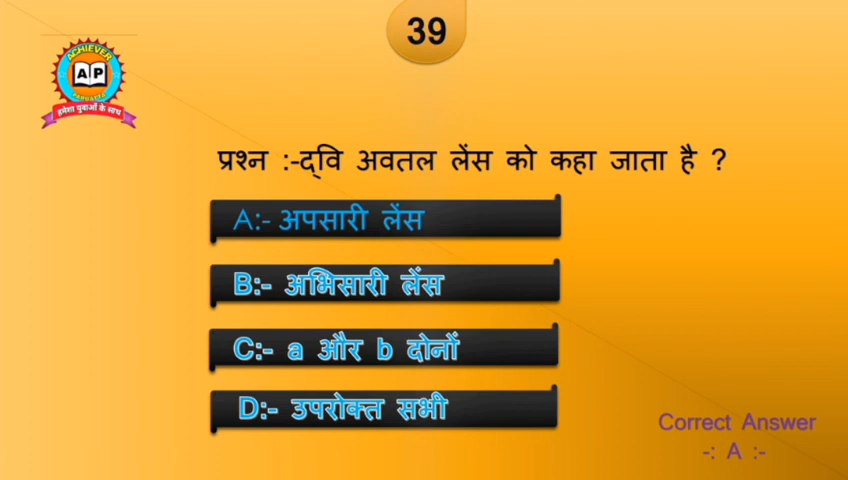 39
ACHIEVER
AP
हमेशा युवाओं के साथ
प्रश्न :-द्वि अवतल लेंस को कहा जाता है ?
A:- अपसारी लेंस
B:- अभिसारी लेंस
C:- a और b दोनों
D:- उपरोक्त सभी
Correct Answer
-: A :-